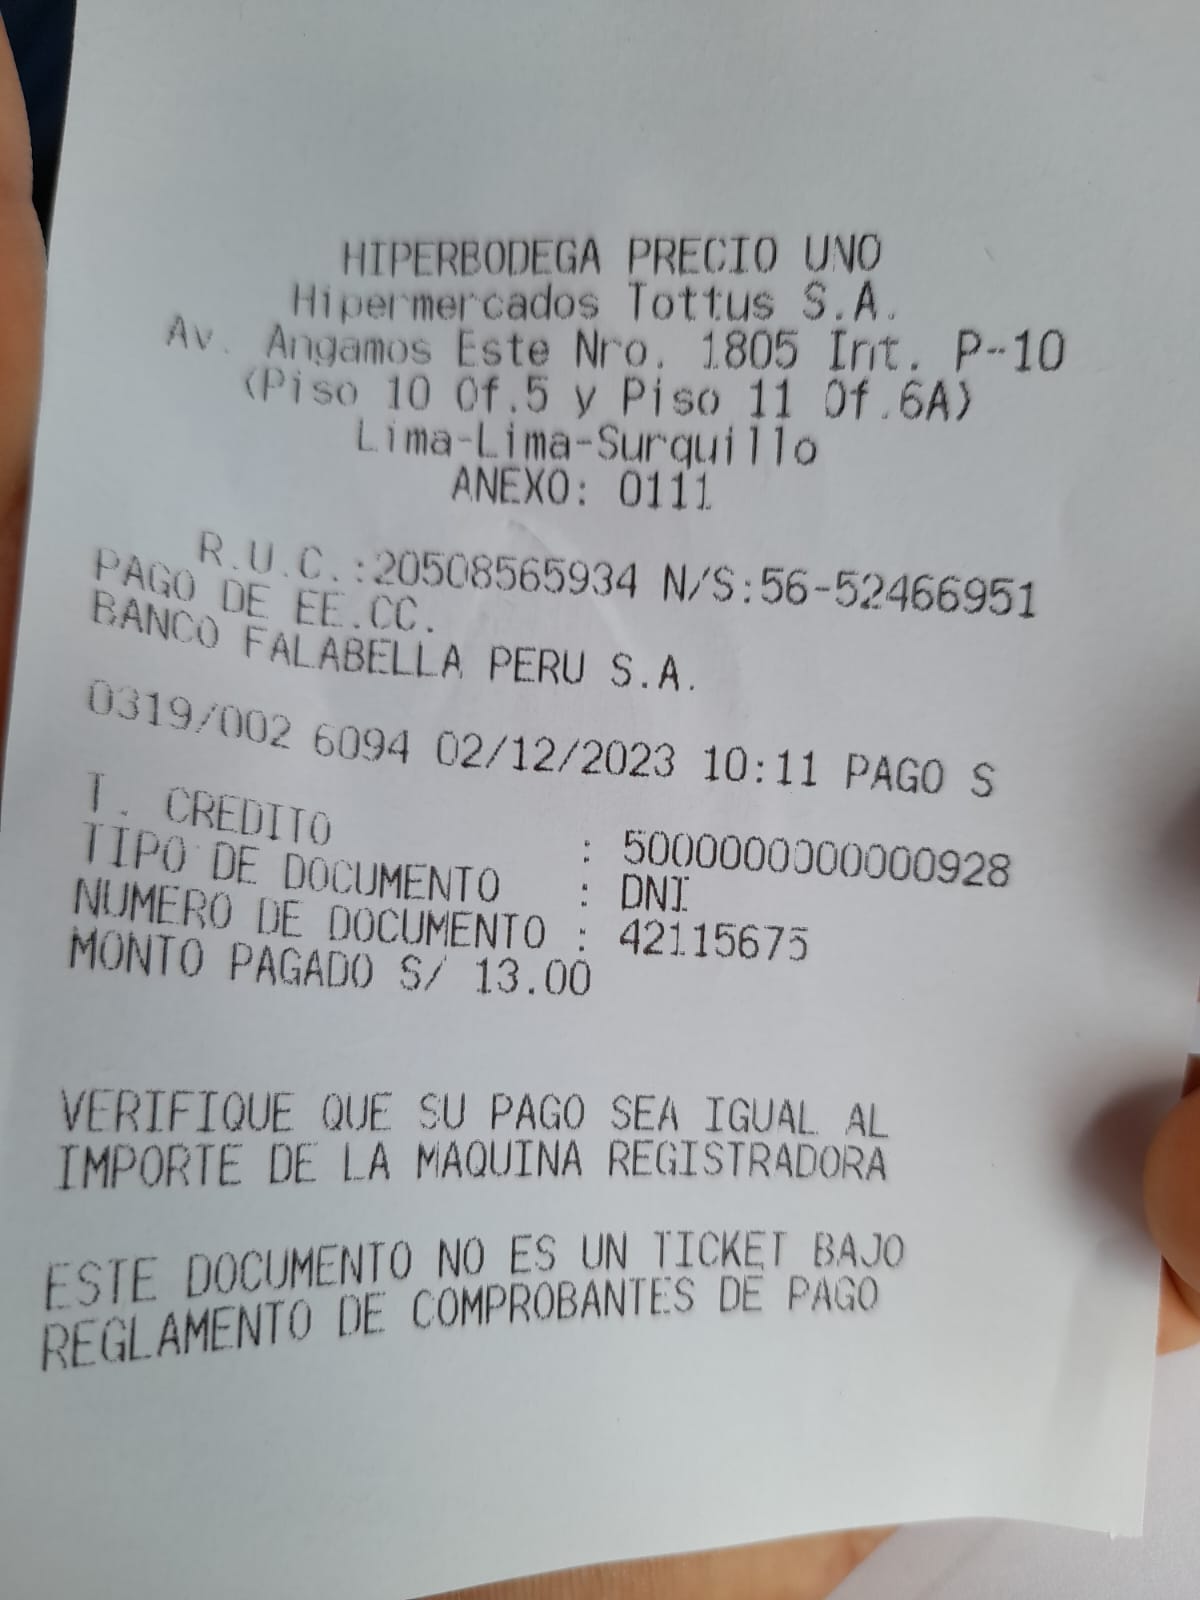 HIPERBODEGA PRECIO UNO
Hipermercados Tottus S.A.
Av. Angamos Este Nro. 1805 Int. P-10
(Piso 10 Of.5 y Piso 11 Of.6A)
Lima-Lima-Surquillo
ANEXO: 0111
R.U.C.:20508565934 N/S:56-52466951
PAGO DE EE.CC.
BANCO FALABELLA PERU S.A.
0319/002 6094 02/12/2023 10:11 PAGO S
T. CREDITO : 5000000000000928
TIPO DE DOCUMENTO : DNI
NUMERO DE DOCUMENTO : 42115675
MONTO PAGADO S/ 13.00
VERIFIQUE QUE SU PAGO SEA IGUAL AL
IMPORTE DE LA MAQUINA REGISTRADORA
ESTE DOCUMENTO NO ES UN TICKET BAJO
REGLAMENTO DE COMPROBANTES DE PAGO